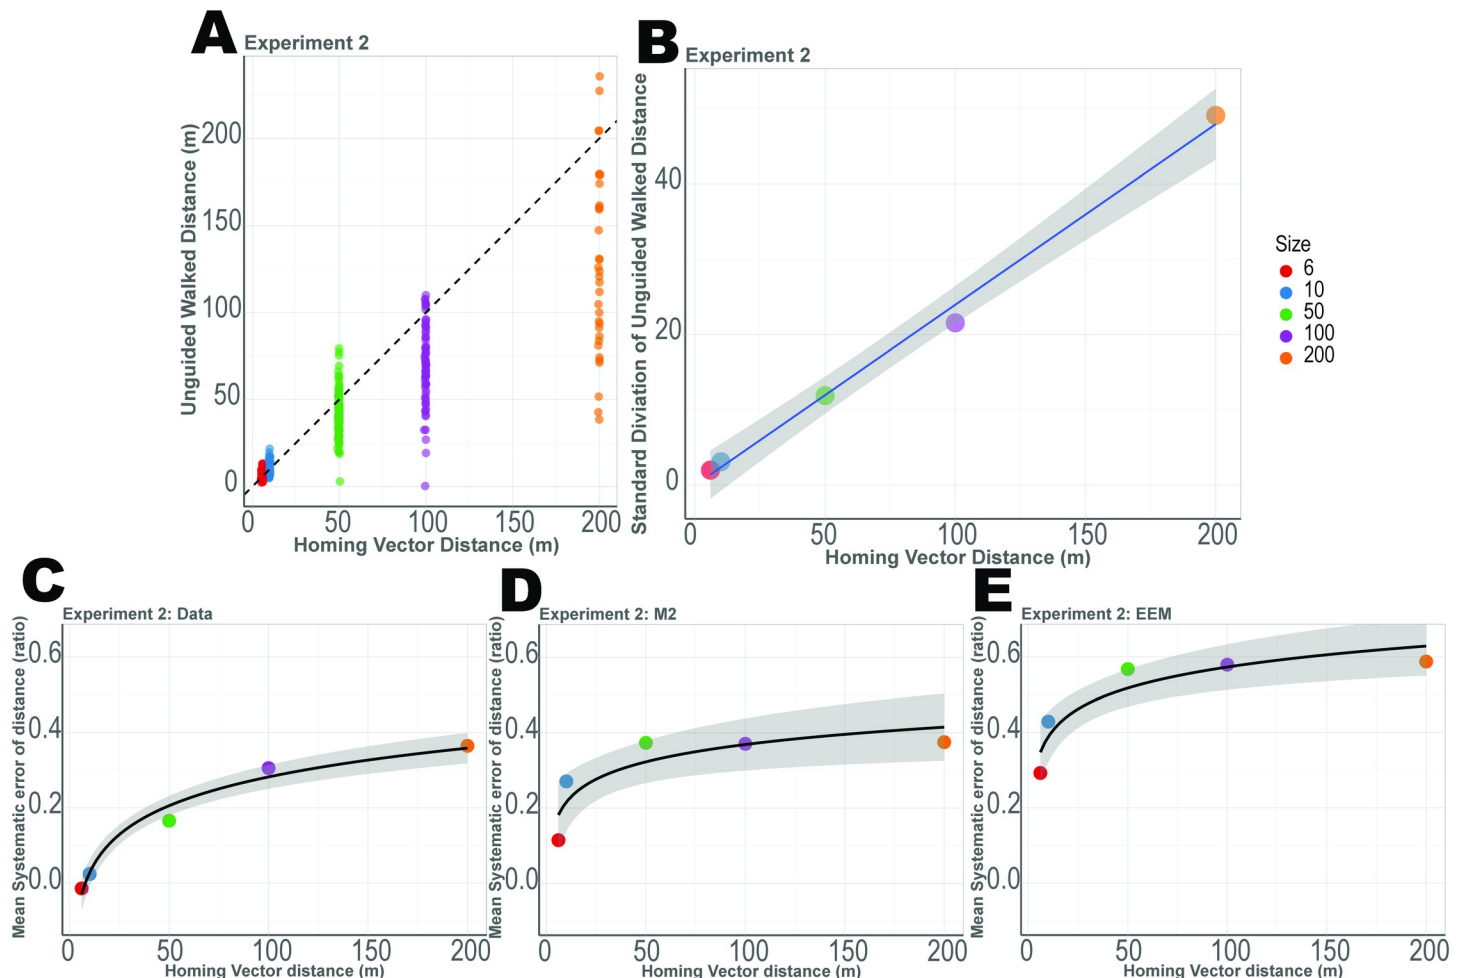 A
Experiment 2
Unguided Walked Distance (m)
200
150
100
50
0
0 50 100 150 200
Homing Vector Distance (m)
B
Experiment 2
Standard Diviation of Unguided Walked Distance
40
20
0
0 50 100 150 200
Homing Vector Distance (m)
Size
6
10
50
100
200
C
Experiment 2: Data
Mean Systematic error of distance (ratio)
0.6
0.4
0.2
0.0
0 50 100 150 200
Homing Vector distance (m)
D
Experiment 2: M2
Mean Systematic error of distance (ratio)
0.6
0.4
0.2
0.0
0 50 100 150 200
Homing Vector distance (m)
E
Experiment 2: EEM
Mean Systematic error of distance (ratio)
0.6
0.4
0.2
0.0
0 50 100 150 200
Homing Vector distance (m)